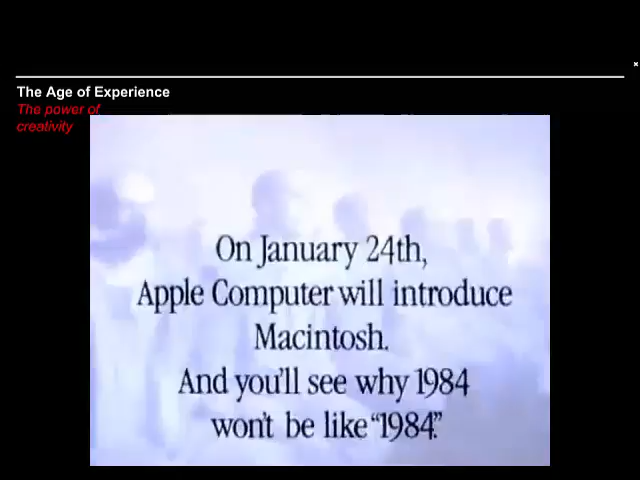 The Age of Experience
The power of
creativity
On January 24th,
Apple Computer will introduce
Macintosh.
And you'll see why 1984
won't be like "1984."